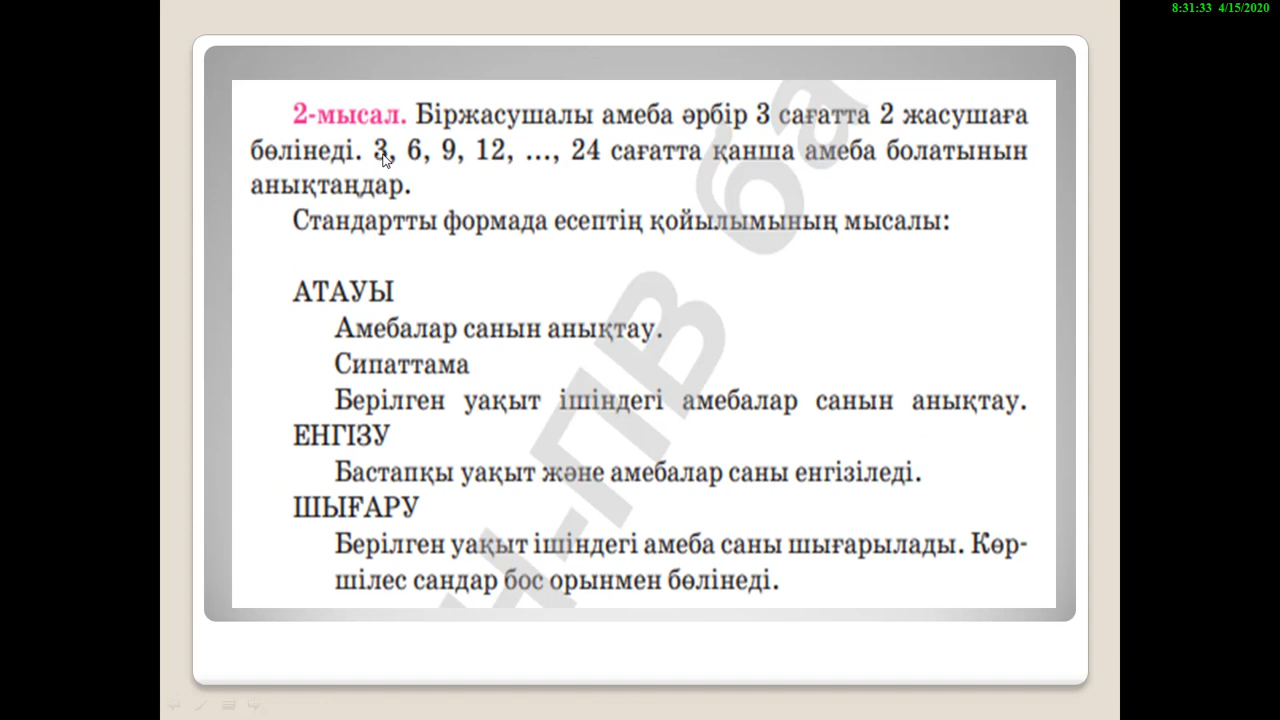 8:31:33 4/15/2020
2-мысал. Біржасушалы амеба әрбір 3 сағатта 2 жасушаға
бөлінеді. 3, 6, 9, 12, ..., 24 сағатта қанша амеба болатынын
анықтаңдар.
Стандартты формада есептің қойылымының мысалы:
АТАУЫ
Амебалар санын анықтау.
Сипаттама
Берілген уақыт ішіндегі амебалар санын анықтау.
ЕНГІЗУ
Бастапқы уақыт және амебалар саны енгізіледі.
ШЫҒАРУ
Берілген уақыт ішіндегі амеба саны шығарылады. Көр-
шілес сандар бос орынмен бөлінеді.